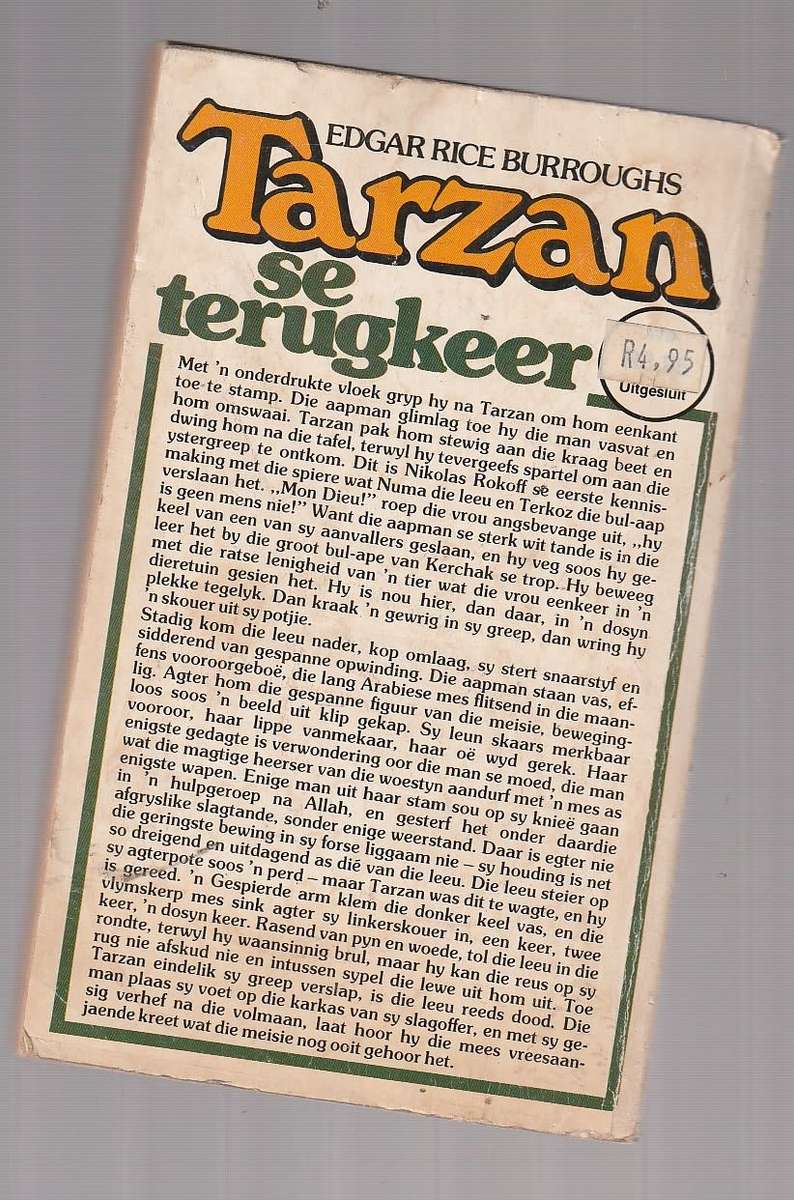 EDGAR RICE BURROUGHS
Tarzan
se
terugkeer
R4,95
Uitgesluit
Met 'n onderdrukte vloek gryp hy na Tarzan om hom eenkant
toe te stamp. Die aapman glimlag toe hy die man vasvat en
hom omswaai. Tarzan pak hom stewig aan die kraag beet en
dwing hom na die tafel, terwyl hy tevergeefs spartel om aan die
ystergreep te ontkom. Dit is Nikolas Rokoff se eerste kennis-
making met die spiere wat Numa die leeu en Terkoz die bul-aap
verslaan het. „Mon Dieu!” roep die vrou angsbevange uit, „hy
is geen mens nie!” Want die aapman se sterk wit tande is in die
keel van een van sy aanvallers geslaan, en hy veg soos hy ge-
leer het by die groot bul-ape van Kerchak se trop. Hy beweeg
met die ratse lenigheid van 'n tier wat die vrou eenkeer in 'n
dieretuin gesien het. Hy is nou hier, dan daar, in 'n dosyn
plekke tegelyk. Dan kraak 'n gewrig in sy greep, dan wring hy
'n skouer uit sy potjie.
Stadig kom die leeu nader, kop omlaag, sy stert snaarstyf en
sidderend van gespanne opwinding. Die aapman staan vas, ef-
fens vooroorgeboë, die lang Arabiese mes flitsend in die maan-
lig. Agter hom die gespanne figuur van die meisie, beweging-
loos soos 'n beeld uit klip gekap. Sy leun skaars merkbaar
vooroor, haar lippe vanmekaar, haar oë wyd gerek. Haar
enigste gedagte is verwondering oor die man se moed, die man
wat die magtige heerser van die woestyn aandurf met 'n mes as
enigste wapen. Enige man uit haar stam sou op sy knieë gaan
in 'n hulpgeroep na Allah, en gesterf het onder daardie
afgryslike slagtande, sonder enige weerstand. Daar is egter nie
die geringste bewing in sy forse liggaam nie – sy houding is net
so dreigend en uitdagend as dié van die leeu. Die leeu steier op
sy agterpote soos 'n perd – maar Tarzan was dit te wagte, en hy
is gereed. 'n Gespierde arm klem die donker keel vas, en die
vlymskerp mes sink agter sy linkerskouer in, een keer, twee
keer, 'n dosyn keer. Rasend van pyn en woede, tol die leeu in die
rondte, terwyl hy waansinnig brul, maar hy kan die reus op sy
rug nie afskud nie en intussen sypel die lewe uit hom uit. Toe
Tarzan eindelik sy greep verslap, is die leeu reeds dood. Die
man plaas sy voet op die karkas van sy slagoffer, en met sy ge-
sig verhef na die volmaan, laat hoor hy die mees vreesaan-
jaende kreet wat die meisie nog ooit gehoor het.